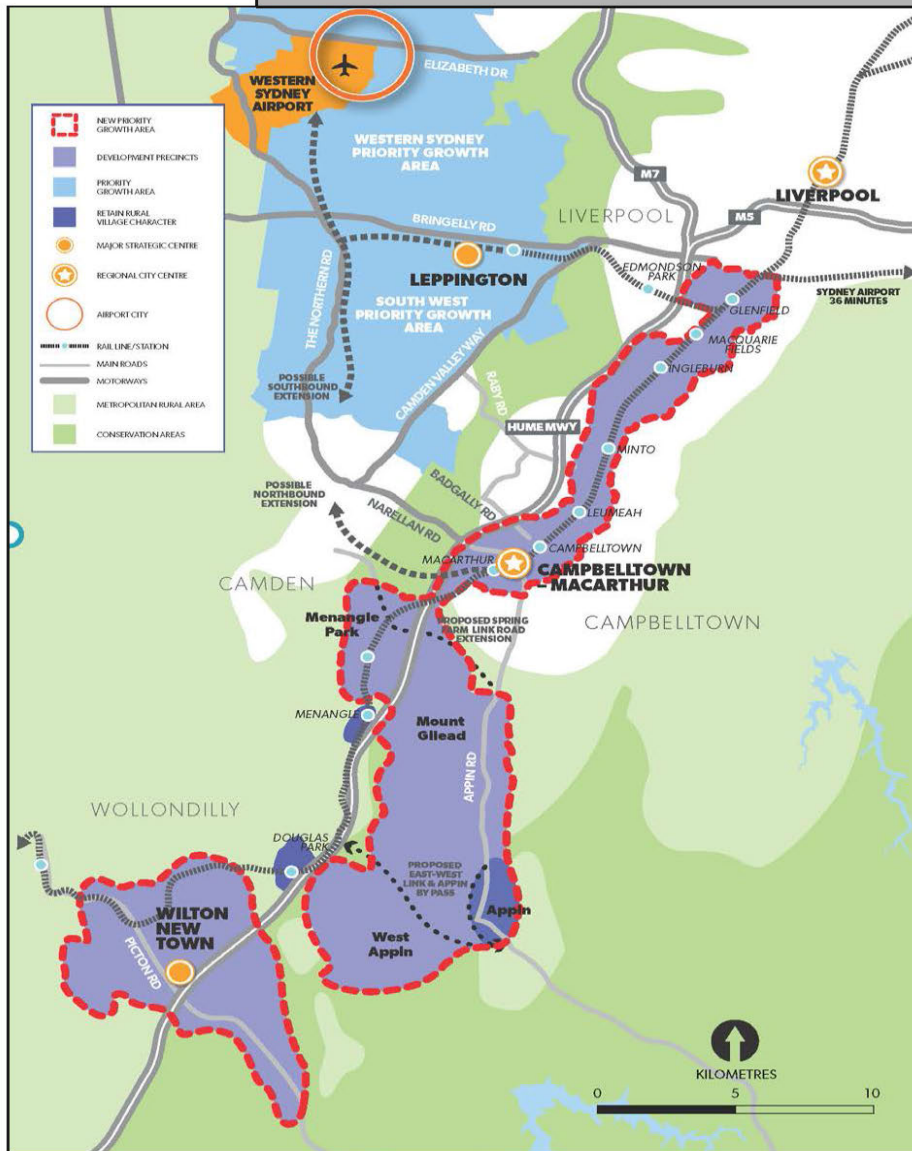 WESTERN
SYDNEY
AIRPORT
ELIZABETH DR
NEW PRIORITY
GROWTH AREA
DEVELOPMENT PRECINCTS
PRIORITY
GROWTH AREA
RETAIN RURAL
VILLAGE CHARACTER
MAJOR STRATEGIC CENTRE
REGIONAL CITY CENTRE
AIRPORT CITY
RAIL LINE/STATION
MAIN ROADS
MOTORWAYS
METROPOLITAN RURAL AREA
CONSERVATION AREAS
WESTERN SYDNEY
PRIORITY GROWTH
AREA
M7
LIVERPOOL
LIVERPOOL
M5
BRINGELLY RD
LEPPINGTON
EDMONDSON
PARK
SYDNEY AIRPORT
36 MINUTES
THE NORTHERN RD
SOUTH WEST
PRIORITY GROWTH
AREA
GLENFIELD
MACQUARIE
FIELDS
INGLEBURN
CAMDEN VALLEY WAY
RABY RD
POSSIBLE
SOUTHBOUND
EXTENSION
HUME MWY
MINTO
BADGALLY RD
POSSIBLE
NORTHBOUND
EXTENSION
NARELLAN RD
LEUMEAH
CAMPBELLTOWN
MACARTHUR
CAMPBELLTOWN
– MACARTHUR
CAMDEN
CAMPBELLTOWN
Menangle
Park
PROPOSED SPRING
FARM LINK ROAD
EXTENSION
MENANGLE
Mount
Gilead
APPIN RD
WOLLONDILLY
DOUGLAS
PARK
PROPOSED
EAST-WEST
LINK & APPIN
BY PASS
Appin
West
Appin
WILTON
NEW
TOWN
PICTON RD
KILOMETRES
0 5 10